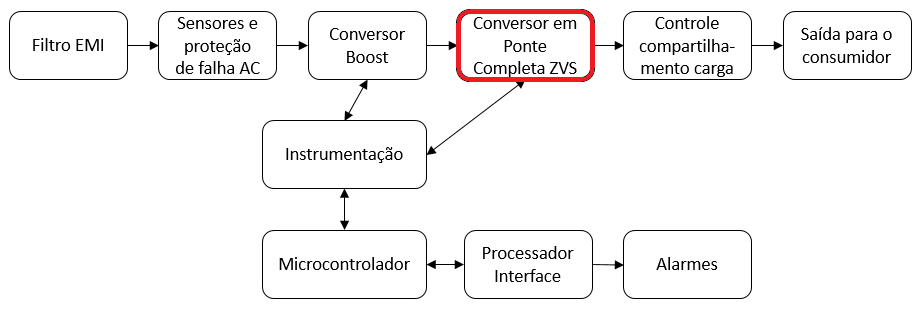 Filtro EMI
Sensores e
proteção
de falha AC
Conversor
Boost
Conversor em
Ponte
Completa ZVS
Controle
compartilha-
mento carga
Saída para o
consumidor
Instrumentação
Microcontrolador
Processador
Interface
Alarmes